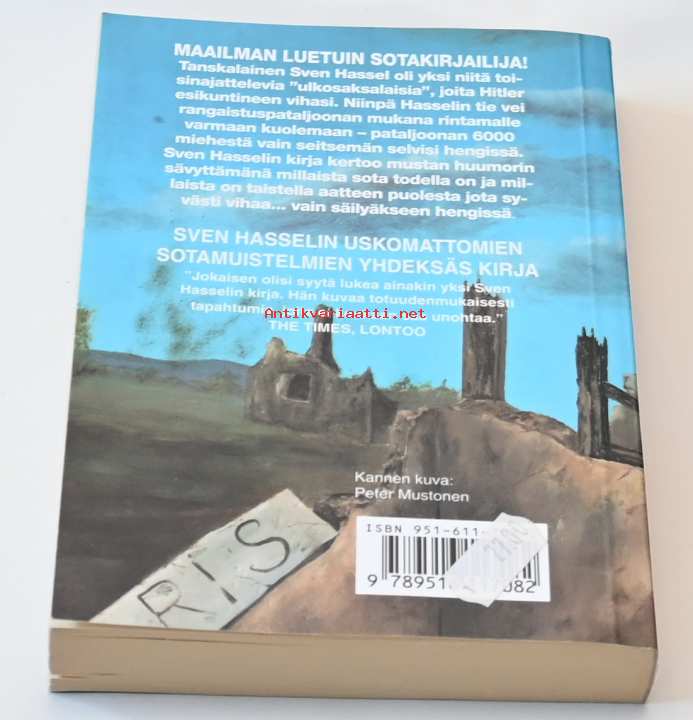 MAAILMAN LUETUIN SOTAKIRJAILIJA!
Tanskalainen Sven Hassel oli yksi niitä toi-
sinajattelevia "ulkosaksalaisia", joita Hitler
esikuntineen vihasi. Niinpä Hasselin tie vei
rangaistuspataljoonan mukana rintamalle
varmaan kuolemaan – pataljoonan 6000
miehestä vain seitsemän selvisi hengissä.
Sven Hasselin kirja kertoo mustan huumorin
sävyttämänä millaista sota todella on ja mil-
laista on taistella aatteen puolesta jota sy-
västi vihaa... vain säilyäkseen hengissä.
SVEN HASSELIN USKOMATTOMIEN
SOTAMUISTELMIEN YHDEKSÄS KIRJA
"Jokaisen olisi syytä lukea ainakin yksi Sven
Hasselin kirja. Hän kuvaa totuudenmukaisesti
Antikvariaatti.net
unohtaa."
THE TIMES, LONTOO
Kannen kuva:
Peter Mustonen
ISBN 951-611
RIS